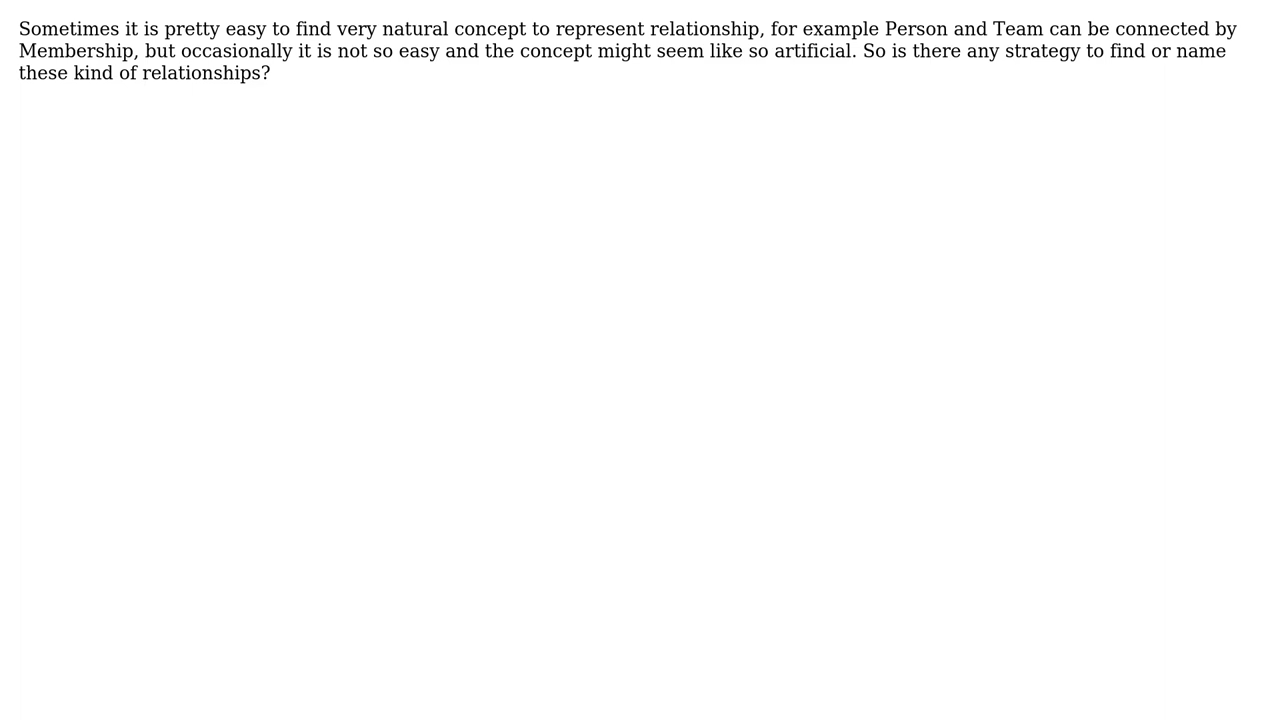 Sometimes it is pretty easy to find very natural concept to represent relationship, for example Person and Team can be connected by
Membership, but occasionally it is not so easy and the concept might seem like so artificial. So is there any strategy to find or name
these kind of relationships?